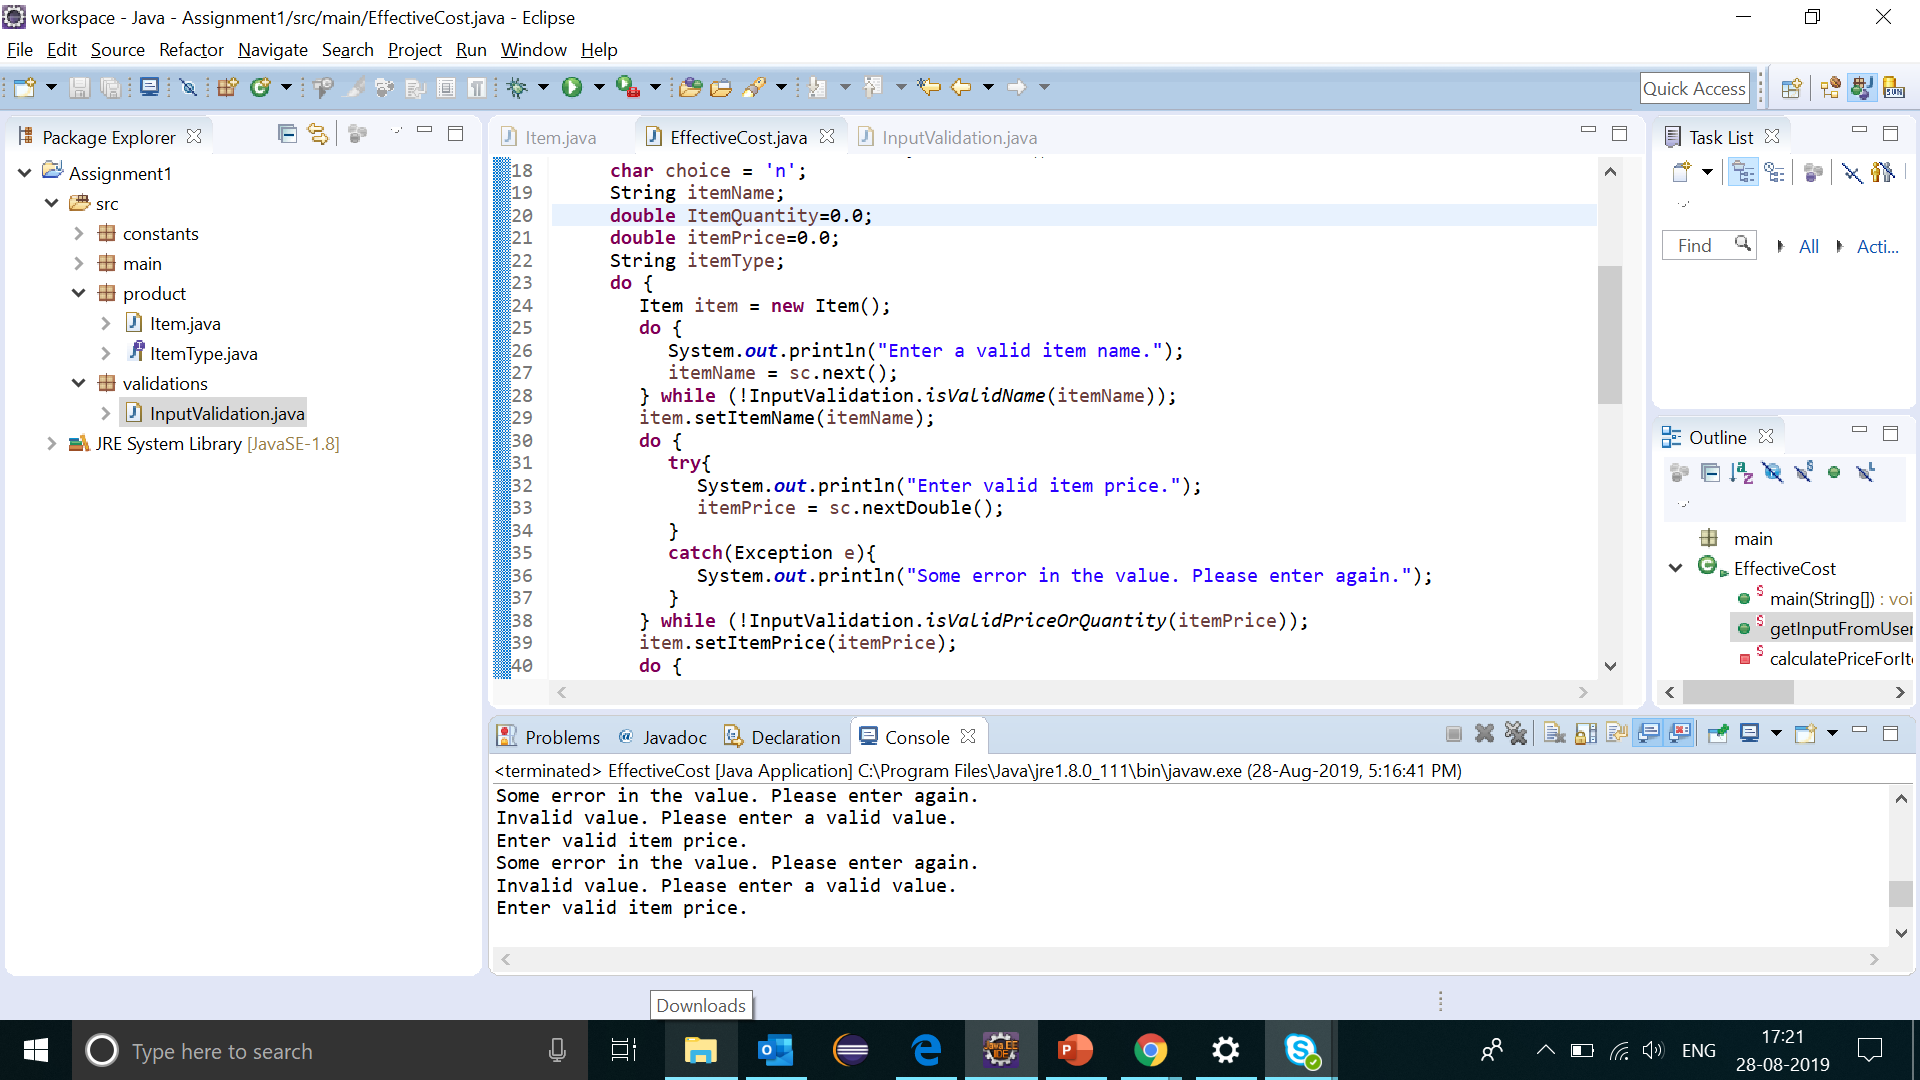 workspace - Java - Assignment1/src/main/EffectiveCost.java - Eclipse
File Edit Source Refactor Navigate Search Project Run Window Help
Quick Access
Package Explorer
Assignment1
src
constants
main
product
Item.java
ItemType.java
validations
InputValidation.java
JRE System Library [JavaSE-1.8]
Item.java EffectiveCost.java InputValidation.java
18 char choice = 'n';
19 String itemName;
20 double ItemQuantity=0.0;
21 double itemPrice=0.0;
22 String itemType;
23 do {
24 Item item = new Item();
25 do {
26 System.out.println("Enter a valid item name.");
27 itemName = sc.next();
28 } while (!InputValidation.isValidName(itemName));
29 item.setItemName(itemName);
30 do {
31 try{
32 System.out.println("Enter valid item price.");
33 itemPrice = sc.nextDouble();
34 }
35 catch(Exception e){
36 System.out.println("Some error in the value. Please enter again.");
37 }
38 } while (!InputValidation.isValidPriceOrQuantity(itemPrice));
39 item.setItemPrice(itemPrice);
40 do {
Task List
Find All Acti...
Outline
main
EffectiveCost
main(String[]) : voi
getInputFromUser
calculatePriceForIt
Problems Javadoc Declaration Console
<terminated> EffectiveCost [Java Application] C:\Program Files\Java\jre1.8.0_111\bin\javaw.exe (28-Aug-2019, 5:16:41 PM)
Some error in the value. Please enter again.
Invalid value. Please enter a valid value.
Enter valid item price.
Some error in the value. Please enter again.
Invalid value. Please enter a valid value.
Enter valid item price.
Downloads
Type here to search
ENG
17:21
28-08-2019